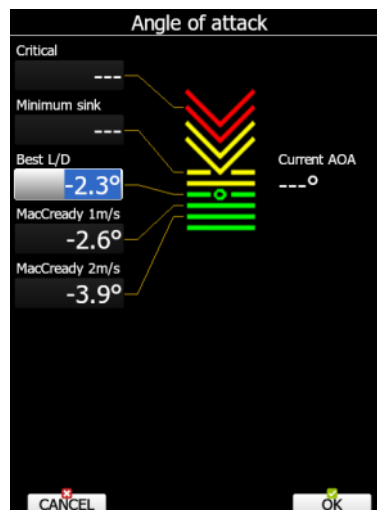 Angle of attack
Critical
---
Minimum sink
---
Best L/D
-2.3°
Current AOA
---°
MacCready 1m/s
-2.6°
MacCready 2m/s
-3.9°
CANCEL
OK